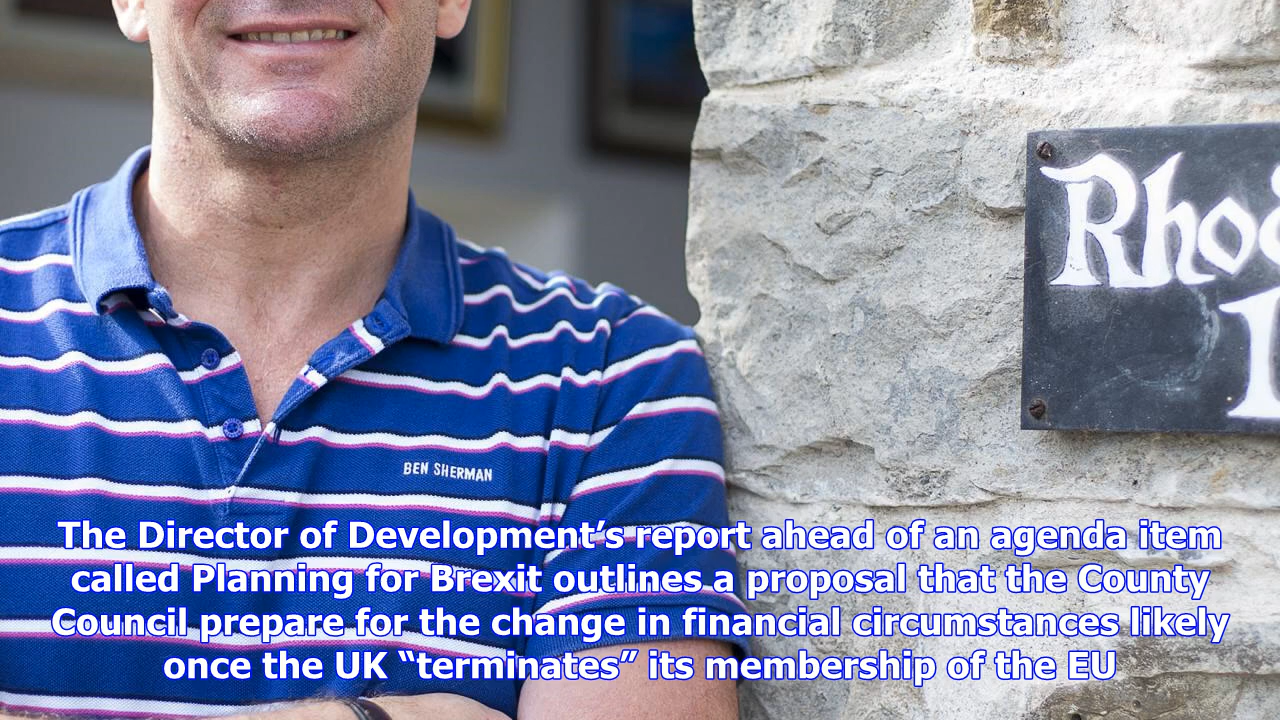 BEN SHERMAN
The Director of Development’s report ahead of an agenda item
called Planning for Brexit outlines a proposal that the County
Council prepare for the change in financial circumstances likely
once the UK “terminates” its membership of the EU